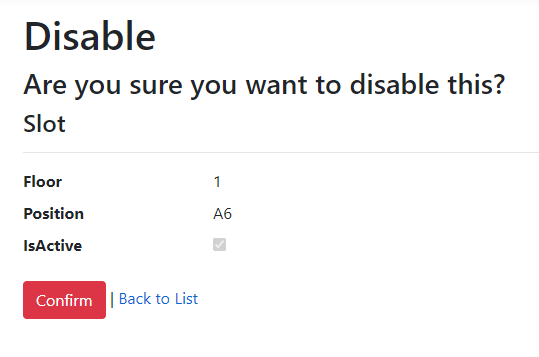 Disable
Are you sure you want to disable this?
Slot
Floor 1
Position A6
IsActive
Confirm | Back to List